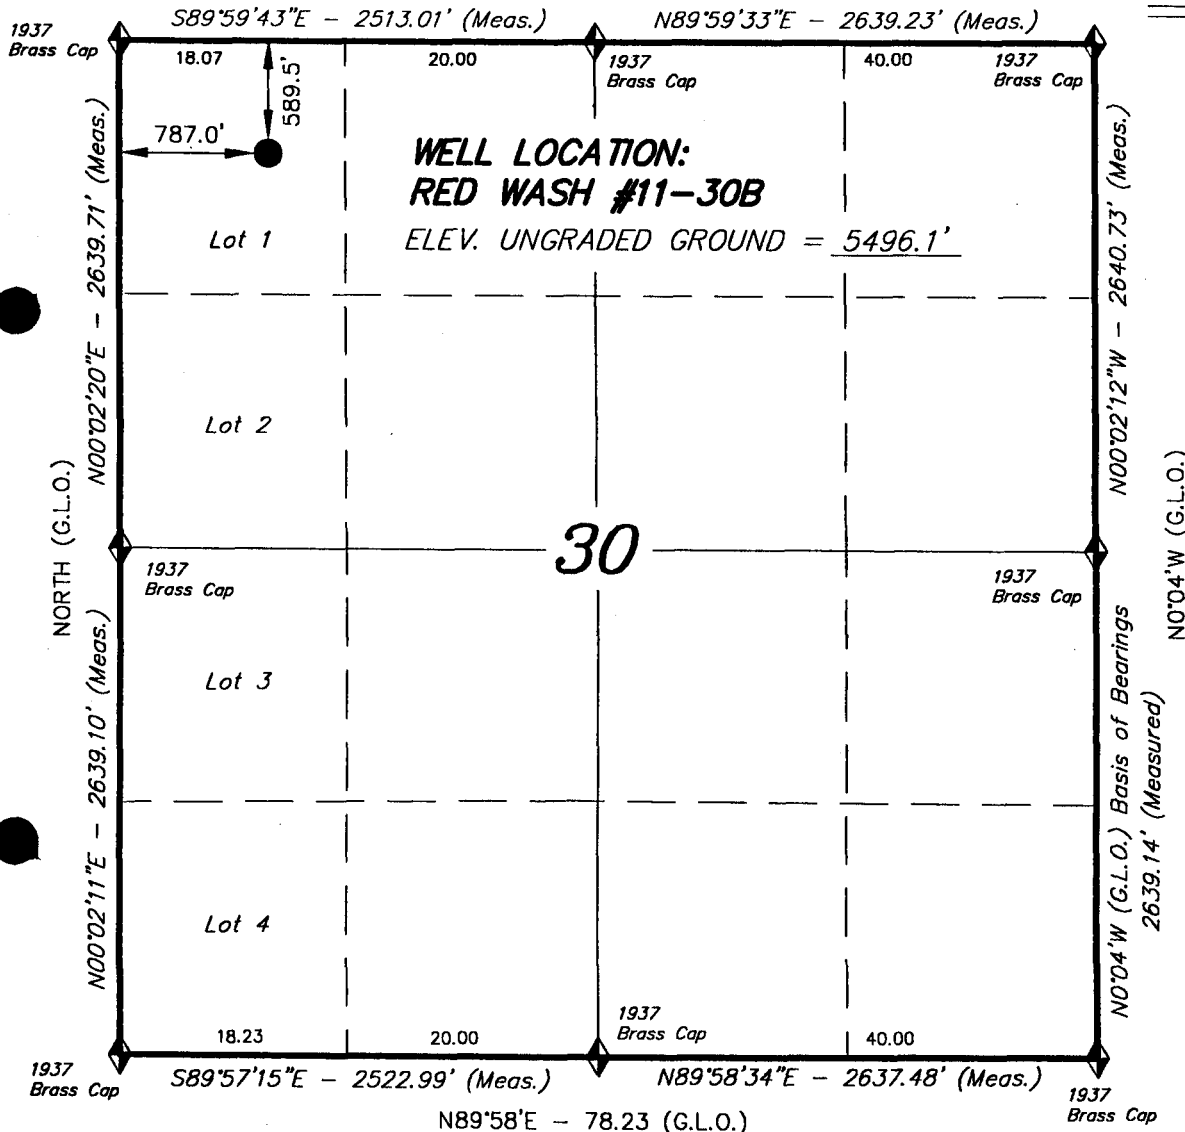 S89°59'43"E - 2513.01' (Meas.)
N89°59'33"E - 2639.23' (Meas.)
1937
Brass Cap
18.07
20.00
1937
Brass Cap
40.00
1937
Brass Cap
589.5'
787.0'
WELL LOCATION:
RED WASH #11-30B
ELEV. UNGRADED GROUND = 5496.1'
Lot 1
N00°02'20"E - 2639.71' (Meas.)
N00°02'12"W - 2640.73' (Meas.)
Lot 2
NORTH (G.L.O.)
N0°04'W (G.L.O.)
30
1937
Brass Cap
1937
Brass Cap
Lot 3
N00°02'11"E - 2639.10' (Meas.)
N0°04'W (G.L.O.) Basis of Bearings
2639.14' (Measured)
Lot 4
18.23
20.00
1937
Brass Cap
40.00
1937
Brass Cap
S89°57'15"E - 2522.99' (Meas.)
N89°58'34"E - 2637.48' (Meas.)
1937
Brass Cap
N89°58'E - 78.23 (G.L.O.)